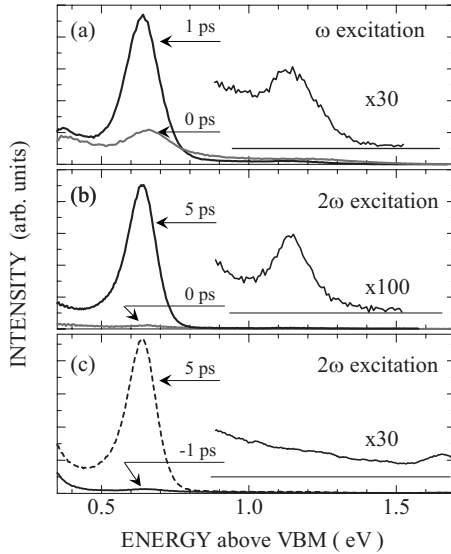 (a)
1 ps
ω excitation
x30
0 ps
(b)
2ω excitation
5 ps
x100
0 ps
(c)
2ω excitation
5 ps
x30
-1 ps
INTENSITY (arb. units)
0.5
1.0
1.5
ENERGY above VBM ( eV)